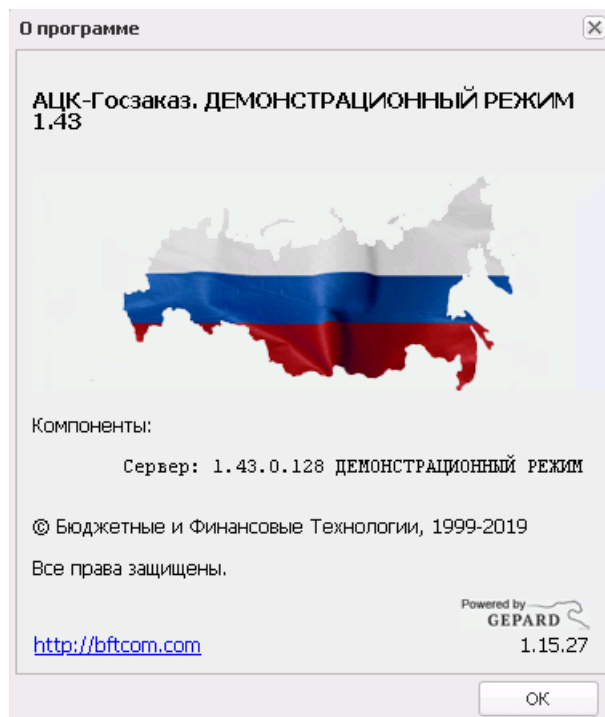 О программе
АЦК-Госзаказ. ДЕМОНСТРАЦИОННЫЙ РЕЖИМ
1.43
Компоненты:
Сервер: 1.43.0.128 ДЕМОНСТРАЦИОННЫЙ РЕЖИМ
© Бюджетные и Финансовые Технологии, 1999-2019
Все права защищены.
Powered by
GEPARD
http://bftcom.com
1.15.27
ОК